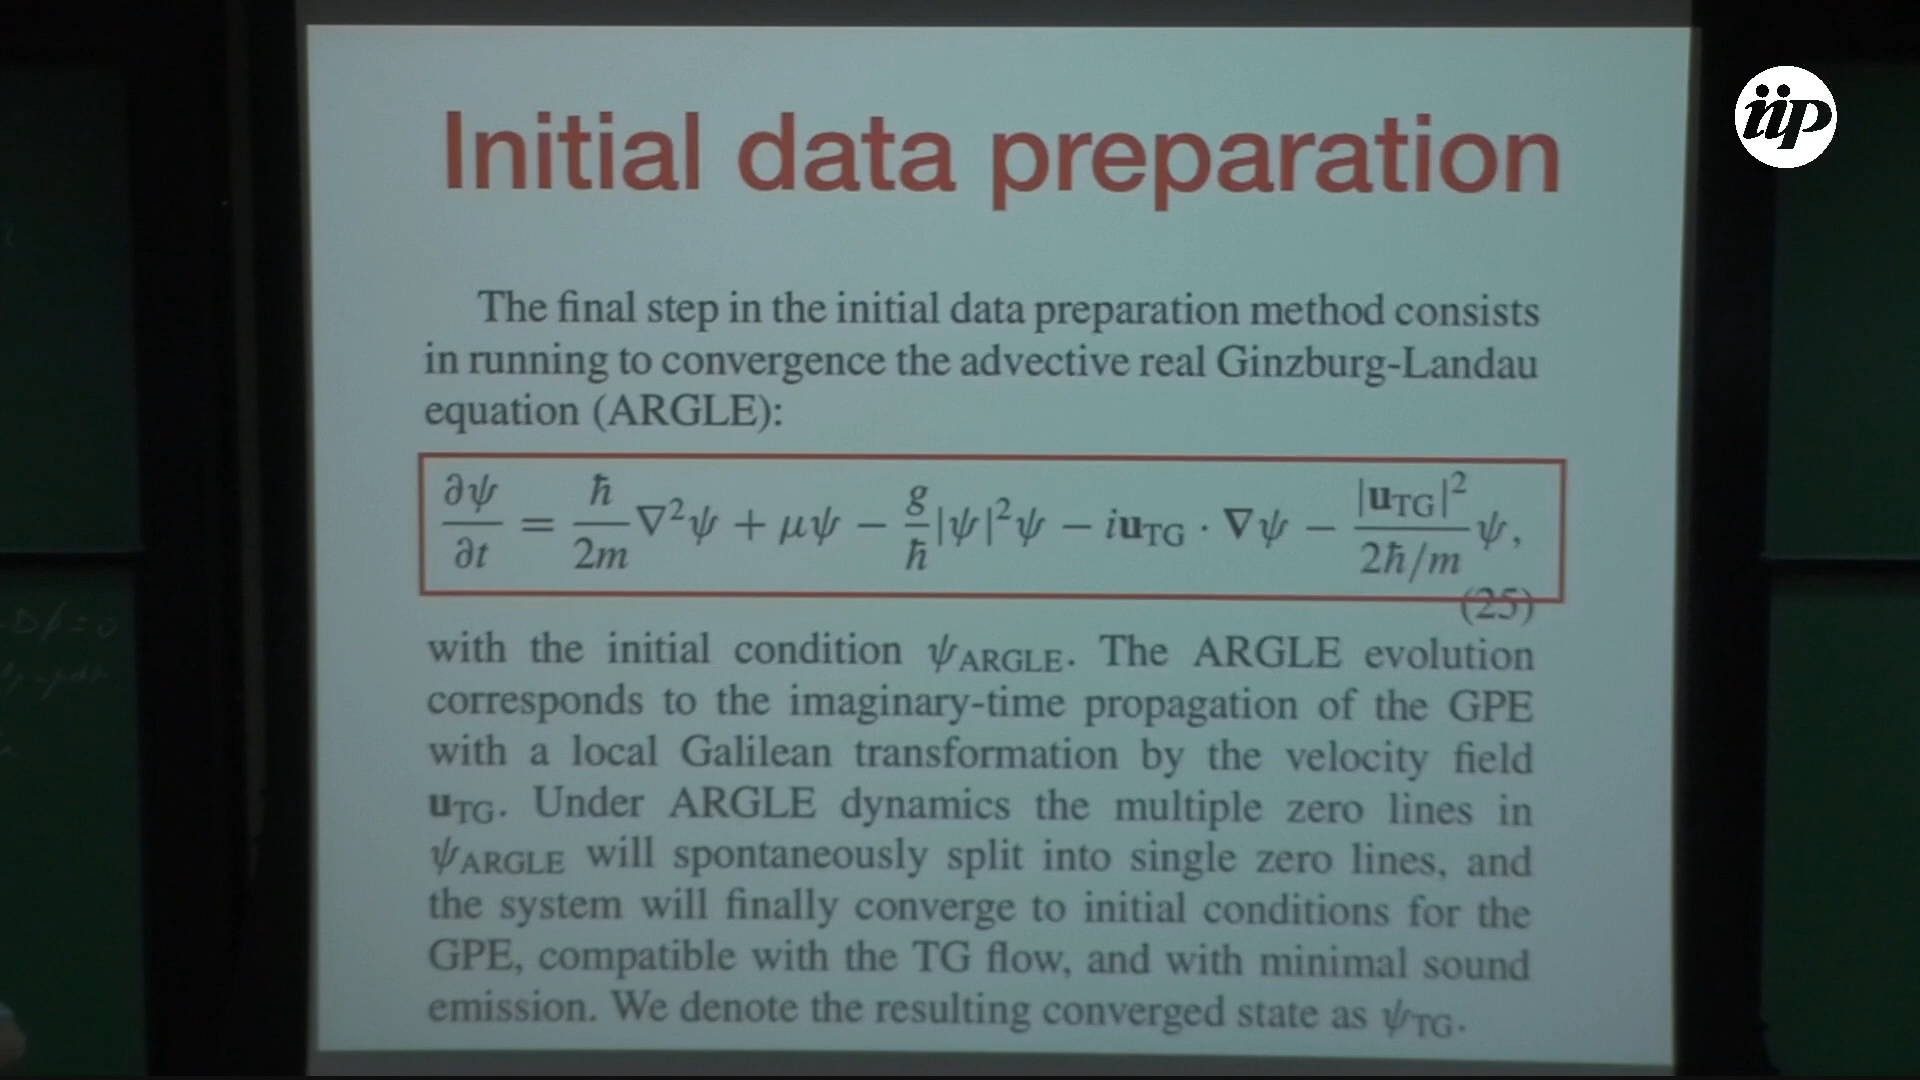 iip
Initial data preparation
The final step in the initial data preparation method consists
in running to convergence the advective real Ginzburg-Landau
equation (ARGLE):
∂ψ/∂t = ħ/2m ∇²ψ + μψ − g/ħ |ψ|²ψ − iu_TG · ∇ψ − |u_TG|²/(2ħ/m) ψ,
(25)
with the initial condition ψ_ARGLE. The ARGLE evolution
corresponds to the imaginary-time propagation of the GPE
with a local Galilean transformation by the velocity field
u_TG. Under ARGLE dynamics the multiple zero lines in
ψ_ARGLE will spontaneously split into single zero lines, and
the system will finally converge to initial conditions for the
GPE, compatible with the TG flow, and with minimal sound
emission. We denote the resulting converged state as ψ_TG.